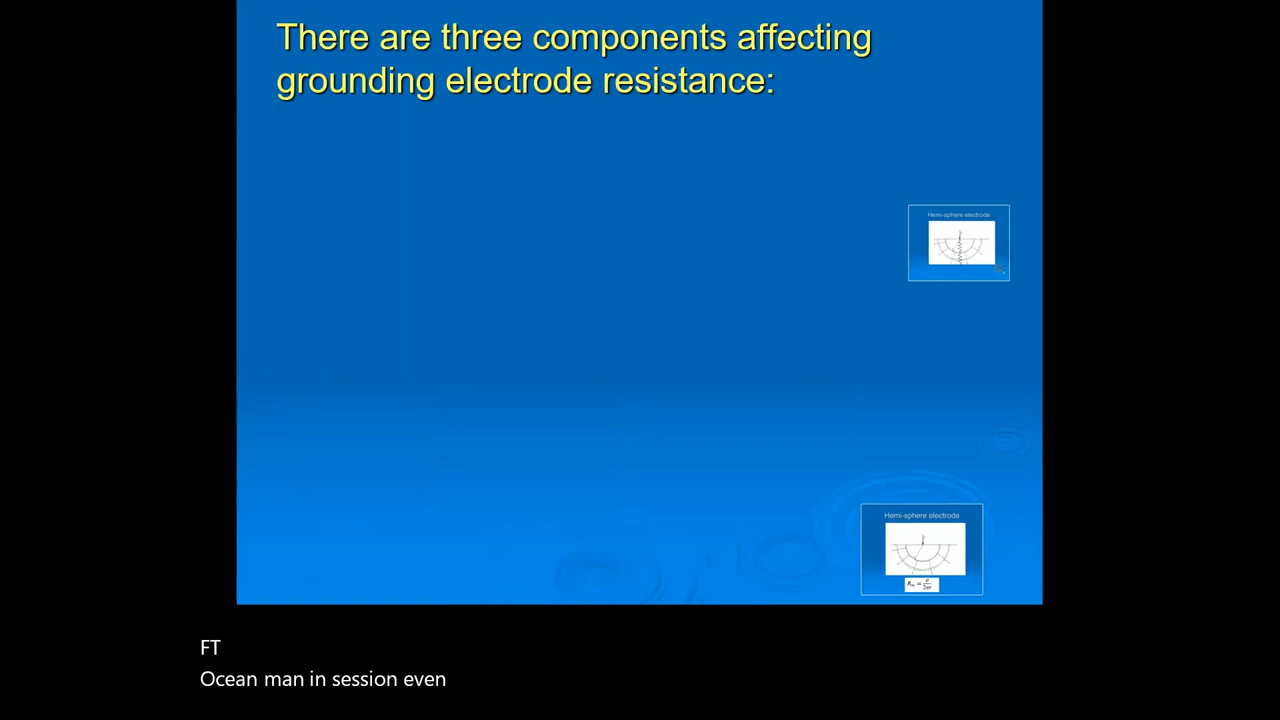 There are three components affecting
grounding electrode resistance:
Hemi-sphere electrode
Hemi-sphere electrode
FT
Ocean man in session even